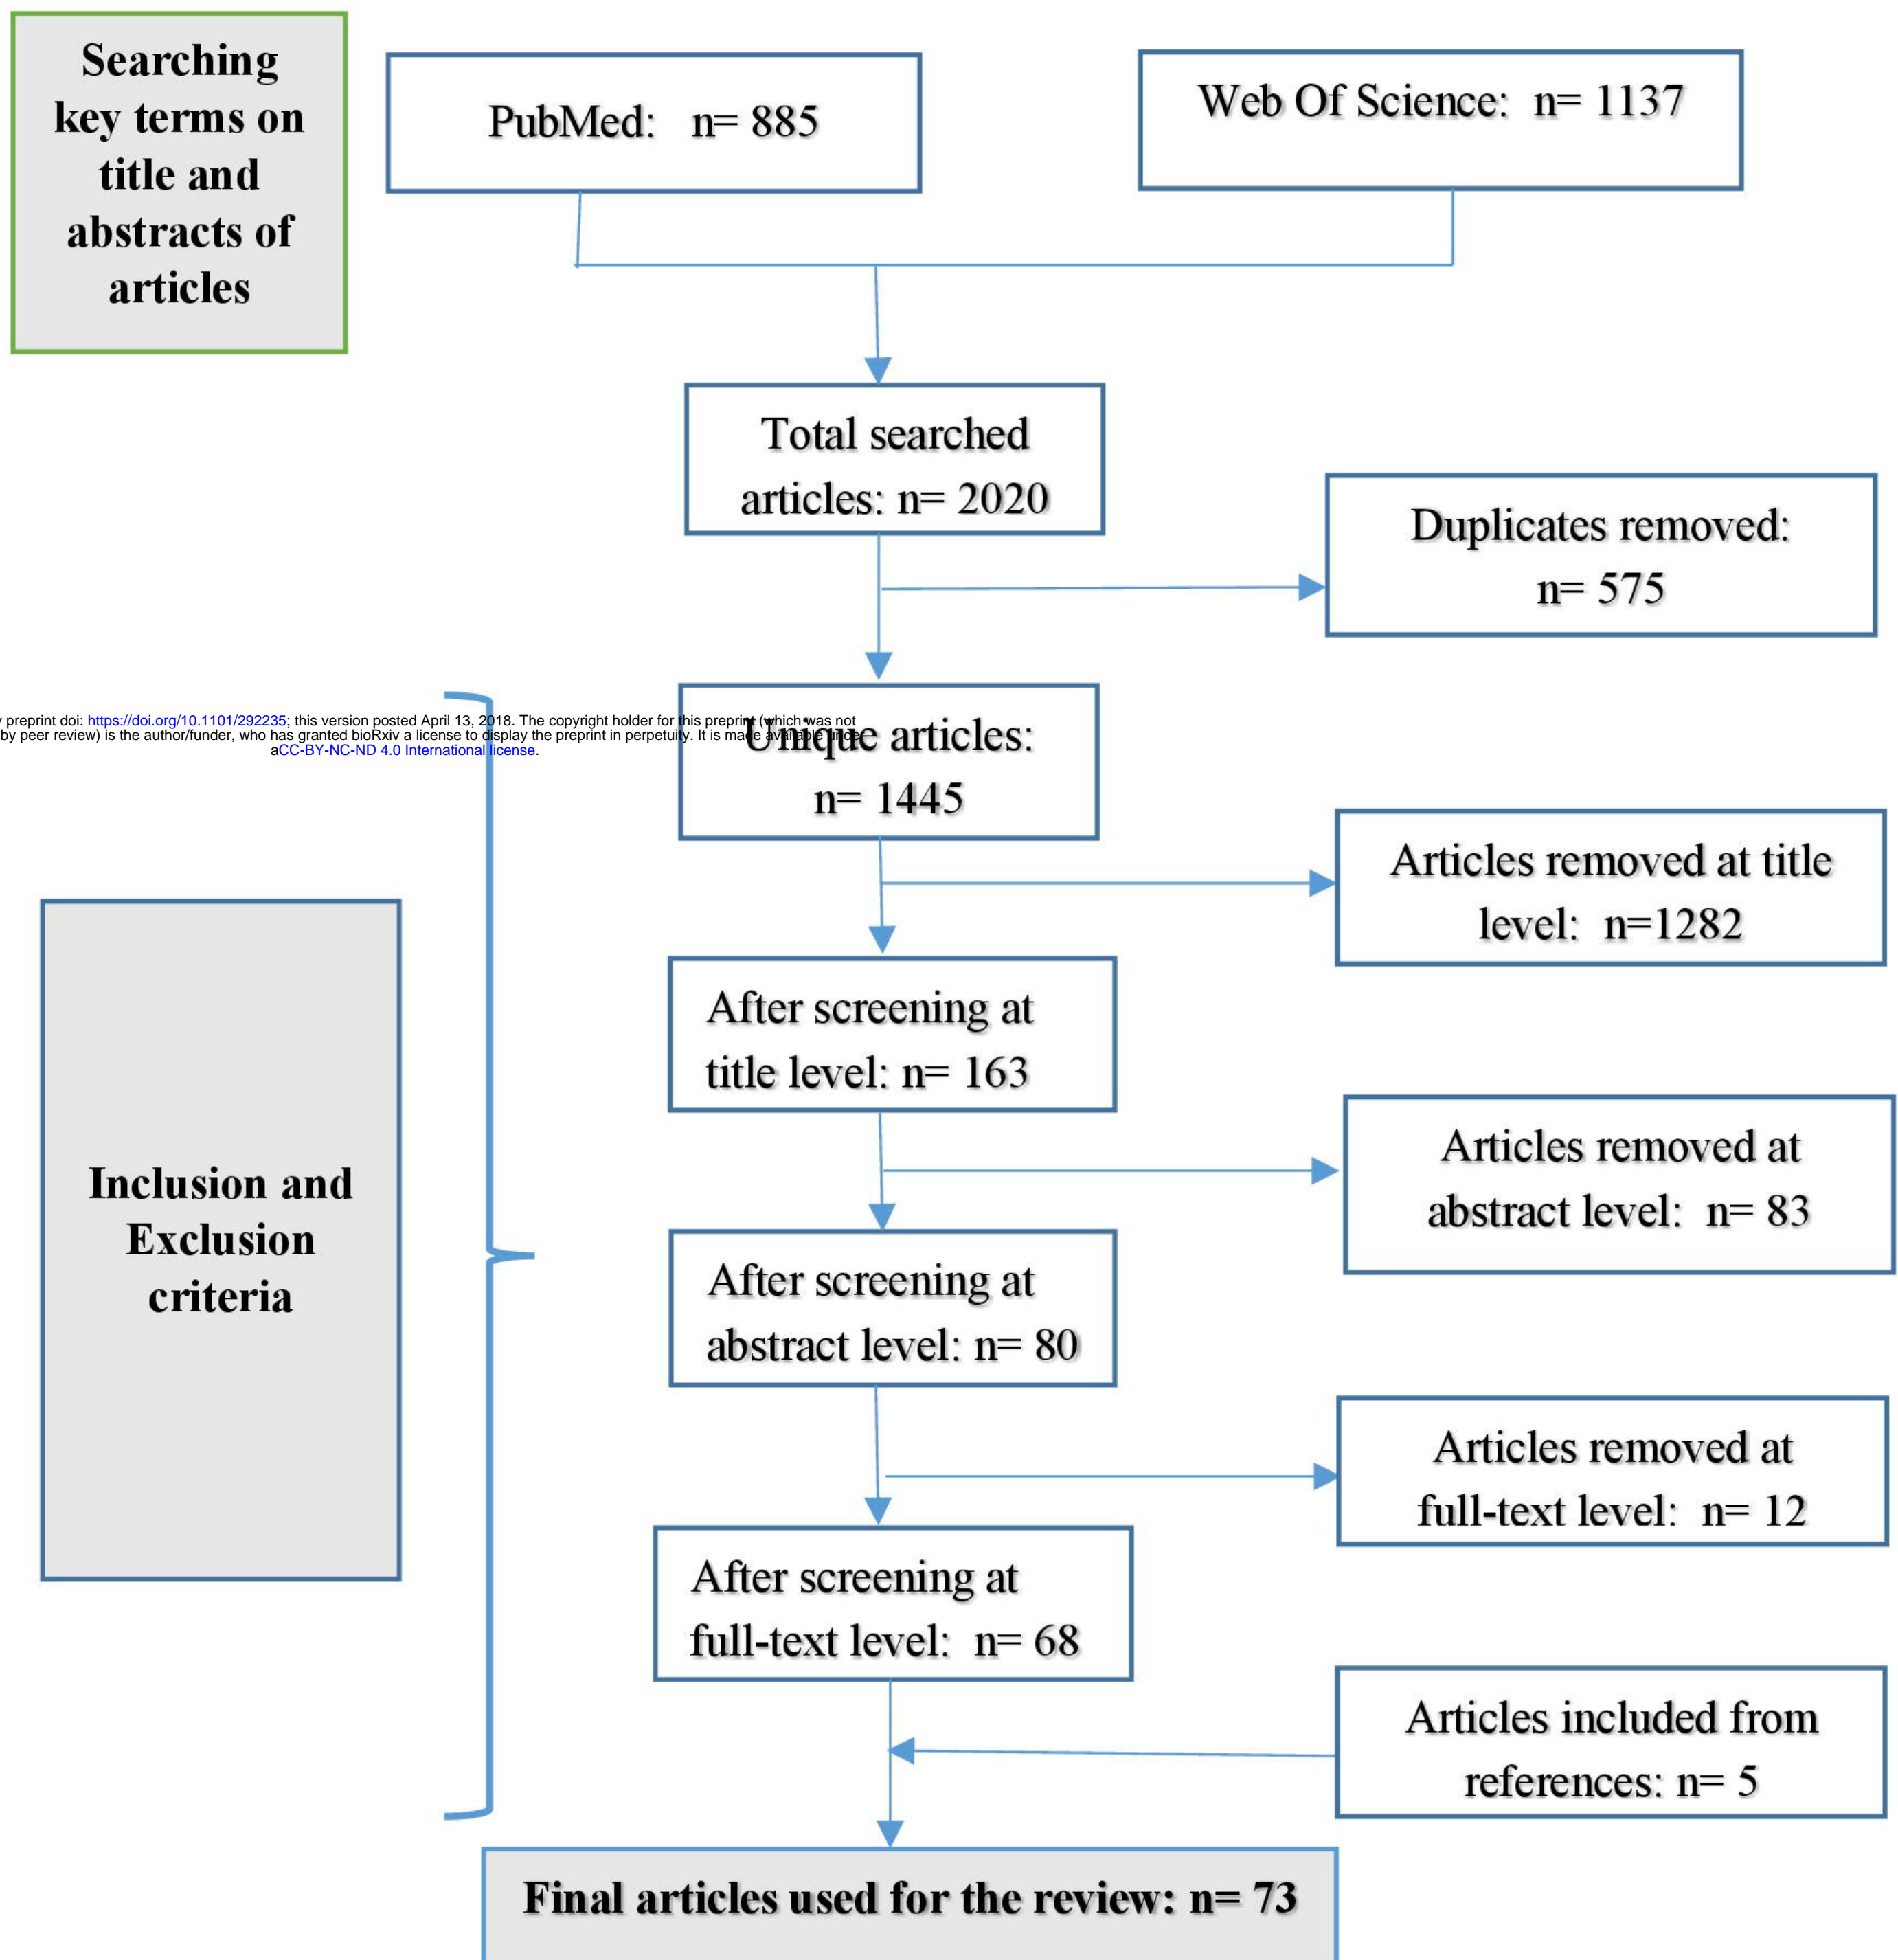 Searching
key terms on
title and
abstracts of
articles
PubMed: n= 885
Web Of Science: n= 1137
Total searched
articles: n= 2020
Duplicates removed:
n= 575
preprint doi: https://doi.org/10.1101/292235; this version posted April 13, 2018. The copyright holder for this preprint (which was not
by peer review) is the author/funder, who has granted bioRxiv a license to display the preprint in perpetuity. It is made available under
aCC-BY-NC-ND 4.0 International license.
Unique articles:
n= 1445
Articles removed at title
level: n=1282
After screening at
title level: n= 163
Articles removed at
abstract level: n= 83
Inclusion and
Exclusion
criteria
After screening at
abstract level: n= 80
Articles removed at
full-text level: n= 12
After screening at
full-text level: n= 68
Articles included from
references: n= 5
Final articles used for the review: n= 73